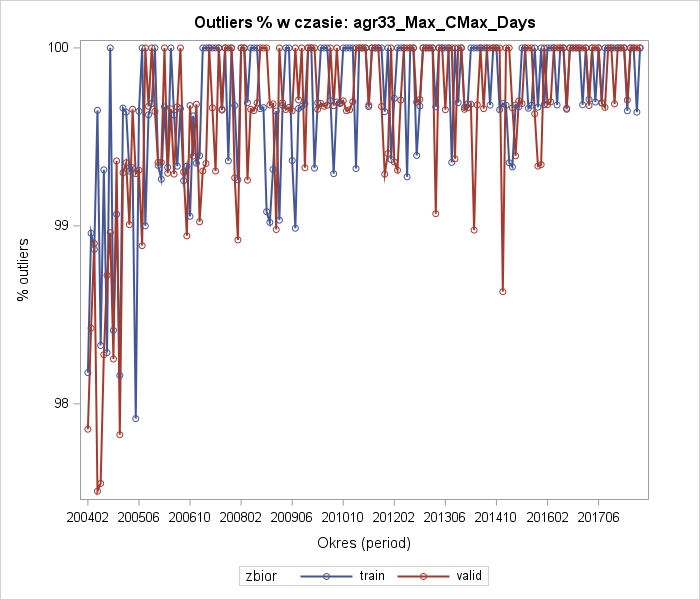 Outliers % w czasie: agr33_Max_CMax_Days
100
99
98
% outliers
200402 200506 200610 200802 200906 201010 201202 201306 201410 201602 201706
Okres (period)
zbior train valid